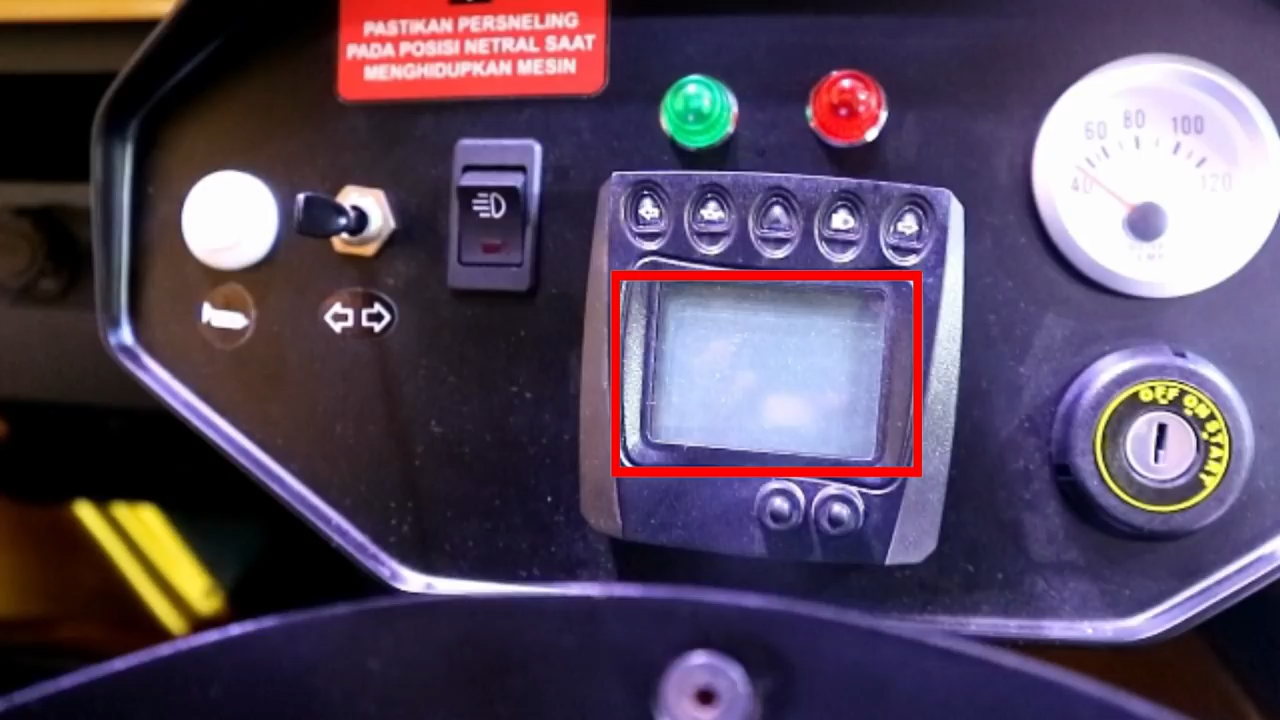 PASTIKAN PERSNELING
PADA POSISI NETRAL SAAT
MENGHIDUPKAN MESIN
40 60 80 100 120
OFF ON START